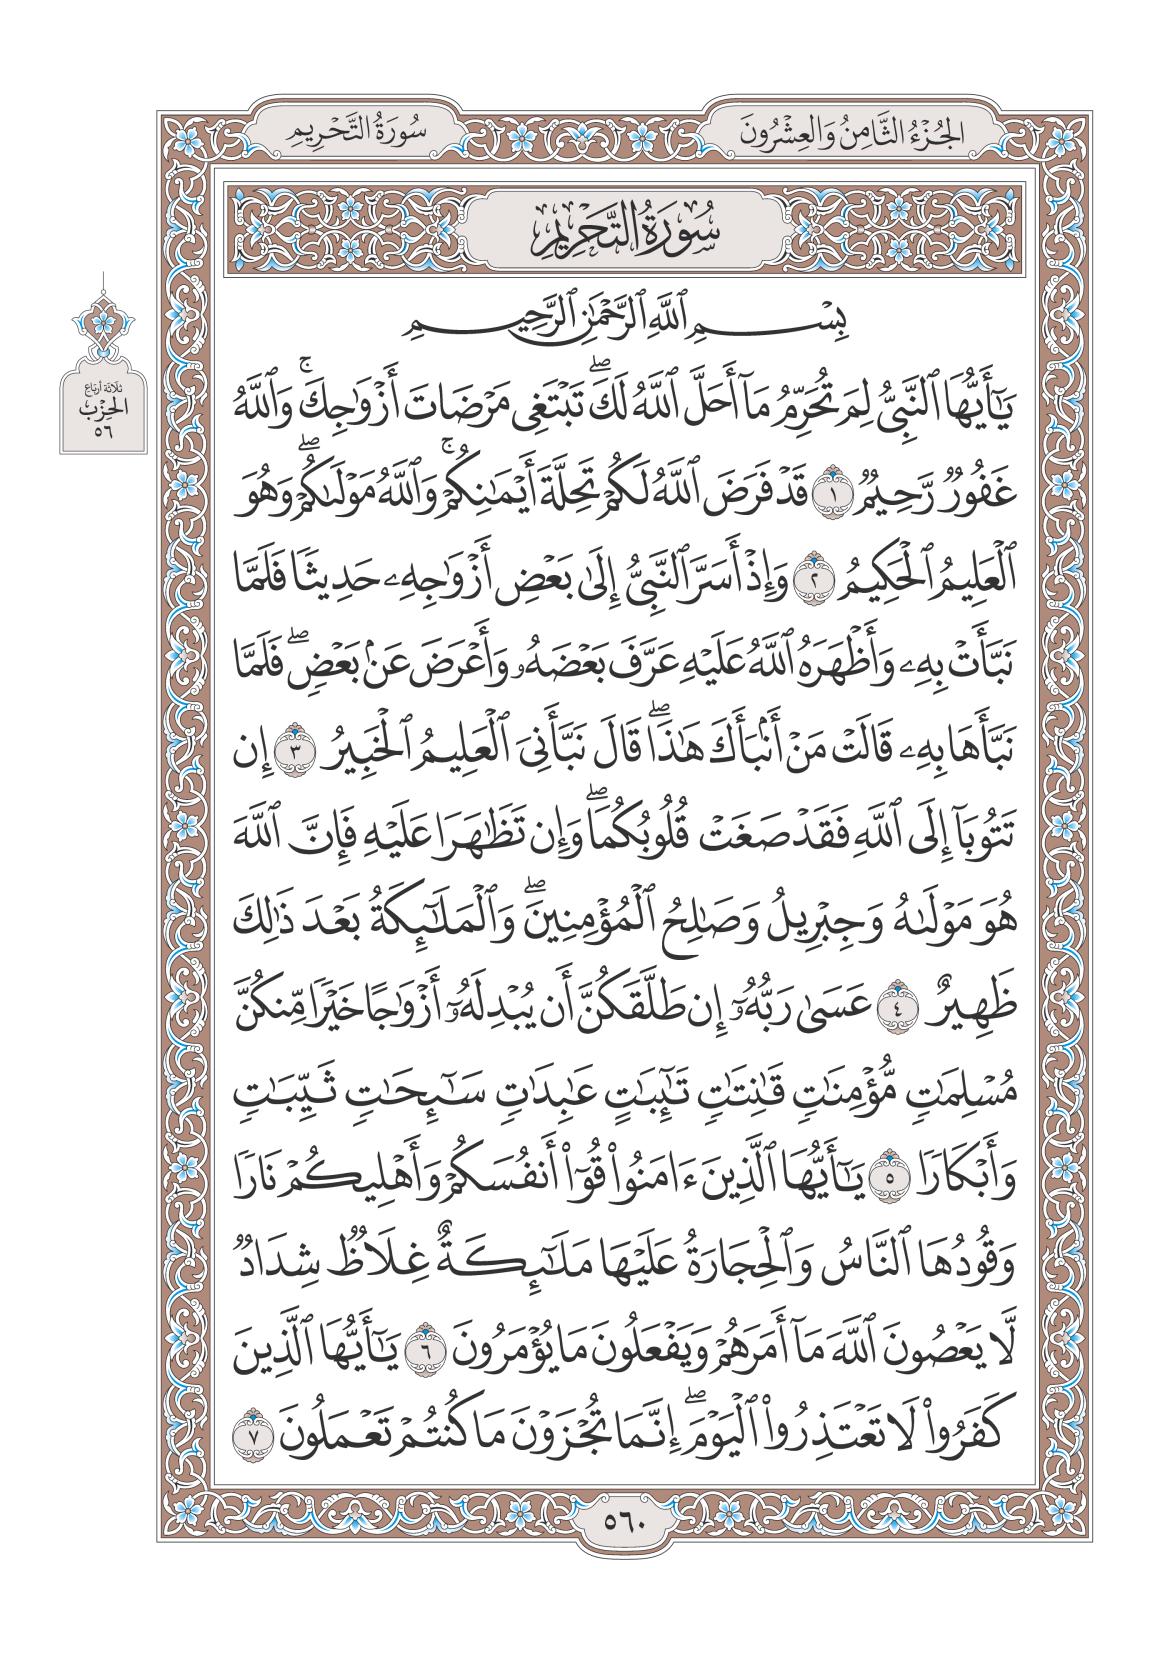 الجُزْءُ الثَّامِنُ وَالعِشْرُونَ
سُورَةُ التَّحْرِيمِ
سُورَةُ التَّحْرِيمِ
ثلاثة أرباع
الحِزْب
٥٦
بِسْمِ ٱللَّهِ ٱلرَّحْمَٰنِ ٱلرَّحِيمِ
يَٰٓأَيُّهَا ٱلنَّبِيُّ لِمَ تُحَرِّمُ مَآ أَحَلَّ ٱللَّهُ لَكَۖ تَبْتَغِي مَرْضَاتَ أَزْوَٰجِكَۚ وَٱللَّهُ
غَفُورٌ رَّحِيمٌ ١ قَدْ فَرَضَ ٱللَّهُ لَكُمْ تَحِلَّةَ أَيْمَٰنِكُمْۚ وَٱللَّهُ مَوْلَىٰكُمْۖ وَهُوَ
ٱلْعَلِيمُ ٱلْحَكِيمُ ٢ وَإِذْ أَسَرَّ ٱلنَّبِيُّ إِلَىٰ بَعْضِ أَزْوَٰجِهِۦ حَدِيثًا فَلَمَّا
نَبَّأَتْ بِهِۦ وَأَظْهَرَهُ ٱللَّهُ عَلَيْهِ عَرَّفَ بَعْضَهُۥ وَأَعْرَضَ عَنۢ بَعْضٍۖ فَلَمَّا
نَبَّأَهَا بِهِۦ قَالَتْ مَنْ أَنۢبَأَكَ هَٰذَاۖ قَالَ نَبَّأَنِيَ ٱلْعَلِيمُ ٱلْخَبِيرُ ٣ إِن
تَتُوبَآ إِلَى ٱللَّهِ فَقَدْ صَغَتْ قُلُوبُكُمَاۖ وَإِن تَظَٰهَرَا عَلَيْهِ فَإِنَّ ٱللَّهَ
هُوَ مَوْلَىٰهُ وَجِبْرِيلُ وَصَٰلِحُ ٱلْمُؤْمِنِينَۖ وَٱلْمَلَٰٓئِكَةُ بَعْدَ ذَٰلِكَ
ظَهِيرٌ ٤ عَسَىٰ رَبُّهُۥٓ إِن طَلَّقَكُنَّ أَن يُبْدِلَهُۥٓ أَزْوَٰجًا خَيْرًا مِّنكُنَّ
مُسْلِمَٰتٍ مُّؤْمِنَٰتٍ قَٰنِتَٰتٍ تَٰٓئِبَٰتٍ عَٰبِدَٰتٍ سَٰٓئِحَٰتٍ ثَيِّبَٰتٍ
وَأَبْكَارًا ٥ يَٰٓأَيُّهَا ٱلَّذِينَ ءَامَنُوا۟ قُوٓا۟ أَنفُسَكُمْ وَأَهْلِيكُمْ نَارًا
وَقُودُهَا ٱلنَّاسُ وَٱلْحِجَارَةُ عَلَيْهَا مَلَٰٓئِكَةٌ غِلَاظٌ شِدَادٌ
لَّا يَعْصُونَ ٱللَّهَ مَآ أَمَرَهُمْ وَيَفْعَلُونَ مَا يُؤْمَرُونَ ٦ يَٰٓأَيُّهَا ٱلَّذِينَ
كَفَرُوا۟ لَا تَعْتَذِرُوا۟ ٱلْيَوْمَۖ إِنَّمَا تُجْزَوْنَ مَا كُنتُمْ تَعْمَلُونَ ٧
٥٦٠